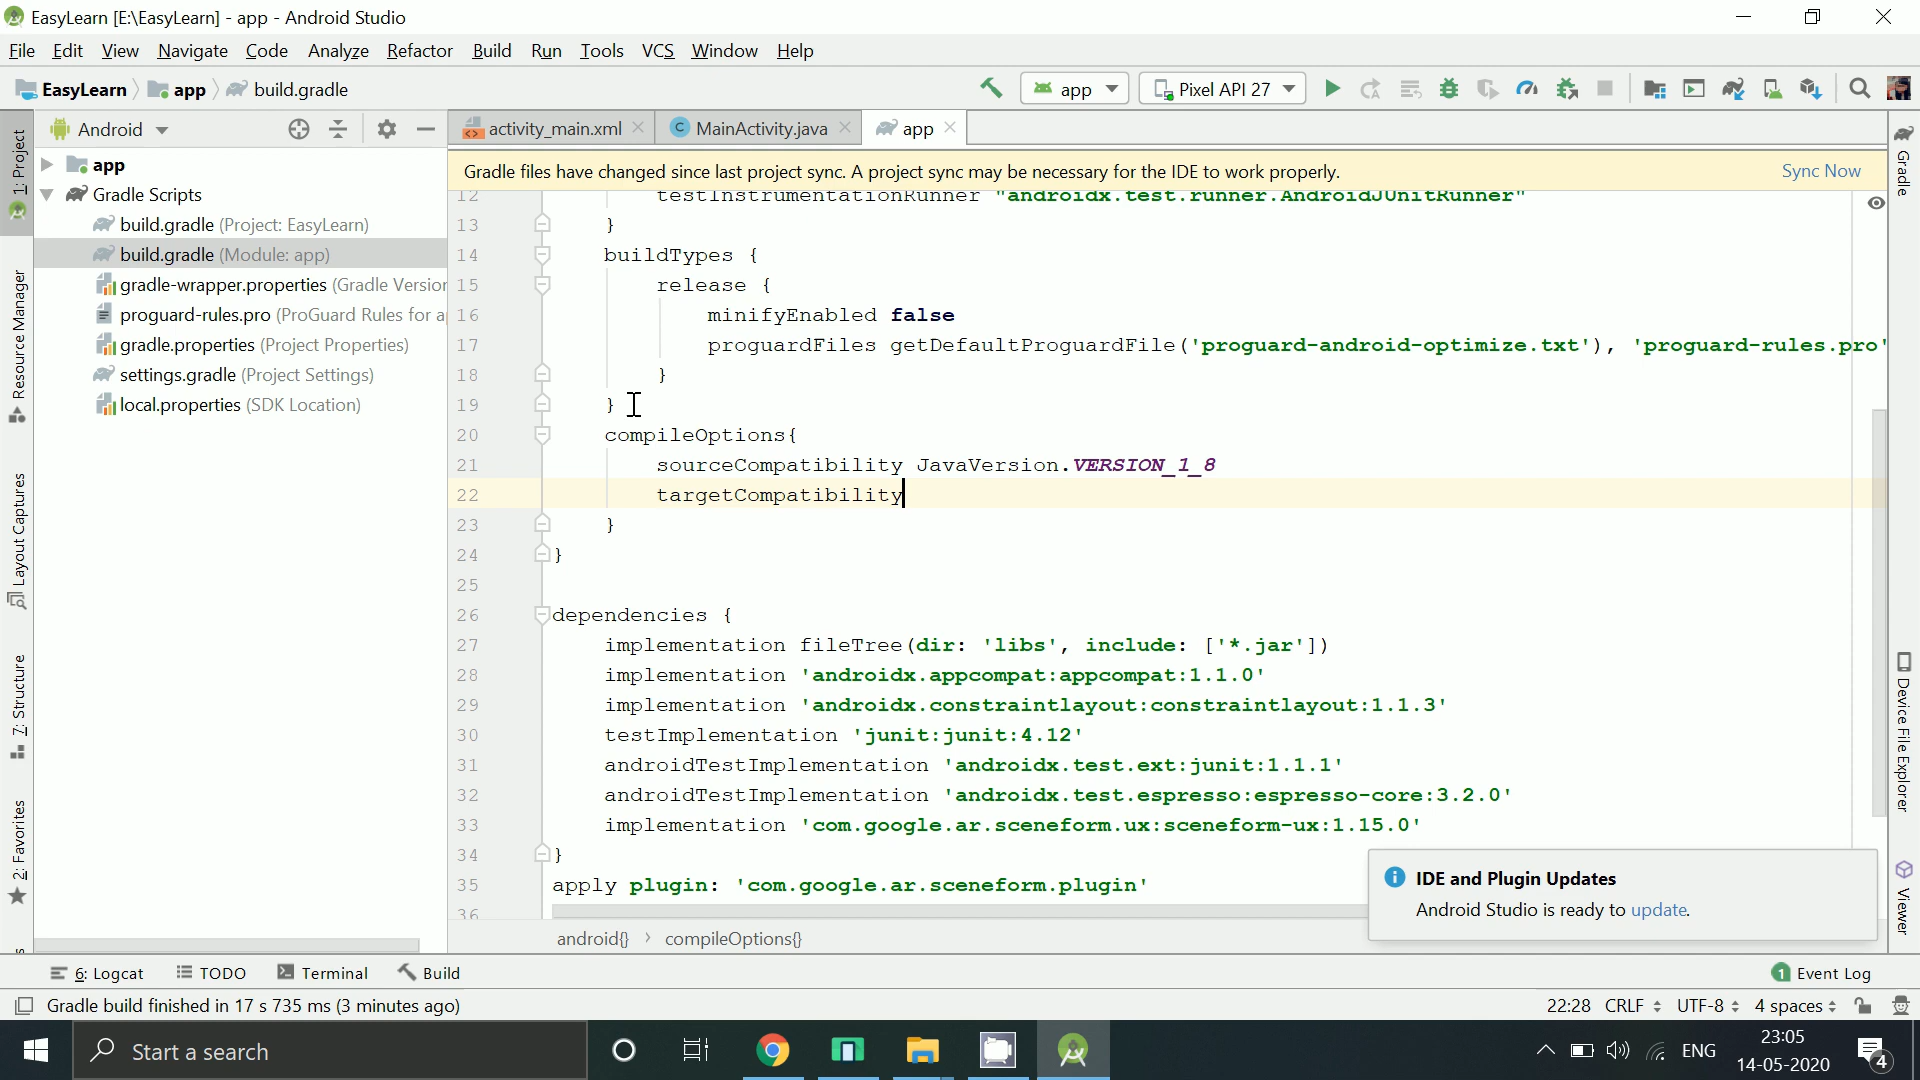 EasyLearn [E:\EasyLearn] - app - Android Studio
File Edit View Navigate Code Analyze Refactor Build Run Tools VCS Window Help
EasyLearn app build.gradle
app Pixel API 27
Android
activity_main.xml MainActivity.java app
Gradle files have changed since last project sync. A project sync may be necessary for the IDE to work properly. Sync Now
app
Gradle Scripts
build.gradle (Project: EasyLearn)
build.gradle (Module: app)
gradle-wrapper.properties (Gradle Version
proguard-rules.pro (ProGuard Rules for a
gradle.properties (Project Properties)
settings.gradle (Project Settings)
local.properties (SDK Location)
12 testInstrumentationRunner "androidx.test.runner.AndroidJUnitRunner"
13 }
14 buildTypes {
15 release {
16 minifyEnabled false
17 proguardFiles getDefaultProguardFile('proguard-android-optimize.txt'), 'proguard-rules.pro'
18 }
19 }
20 compileOptions{
21 sourceCompatibility JavaVersion.VERSION_1_8
22 targetCompatibility
23 }
24 }
25
26 dependencies {
27 implementation fileTree(dir: 'libs', include: ['*.jar'])
28 implementation 'androidx.appcompat:appcompat:1.1.0'
29 implementation 'androidx.constraintlayout:constraintlayout:1.1.3'
30 testImplementation 'junit:junit:4.12'
31 androidTestImplementation 'androidx.test.ext:junit:1.1.1'
32 androidTestImplementation 'androidx.test.espresso:espresso-core:3.2.0'
33 implementation 'com.google.ar.sceneform.ux:sceneform-ux:1.15.0'
34 }
35 apply plugin: 'com.google.ar.sceneform.plugin'
36
android{} › compileOptions{}
1: Project
Resource Manager
Layout Captures
7: Structure
2: Favorites
Gradle
Device File Explorer
Viewer
IDE and Plugin Updates
Android Studio is ready to update.
6: Logcat TODO Terminal Build 1 Event Log
Gradle build finished in 17 s 735 ms (3 minutes ago) 22:28 CRLF UTF-8 4 spaces
Start a search
ENG
23:05
14-05-2020
4